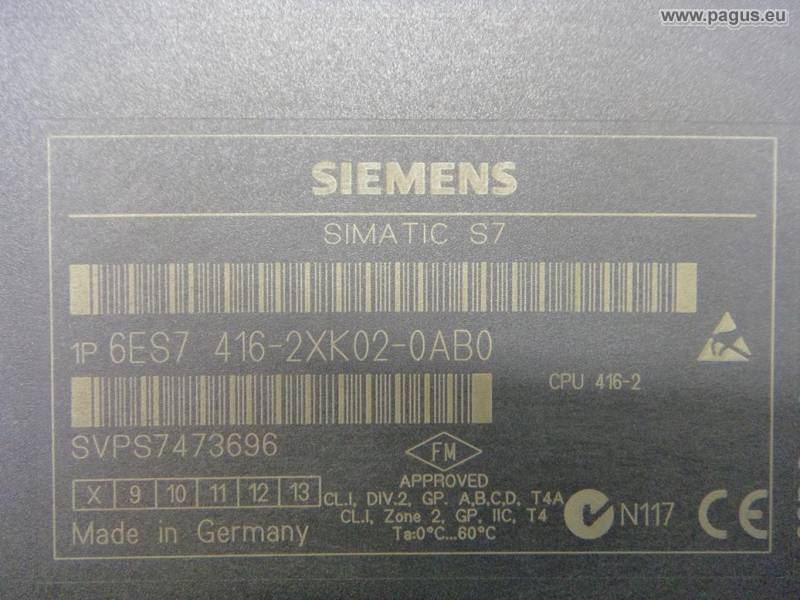 www.pagus.eu
SIEMENS
SIMATIC S7
1P 6ES7 416-2XK02-0AB0
CPU 416-2
SVPS7473696
FM
APPROVED
X 9 10 11 12 13
CL.I, DIV.2, GP. A,B,C,D, T4A
CL.I, Zone 2, GP. IIC, T4
Ta:0°C...60°C
N117
CE
Made in Germany